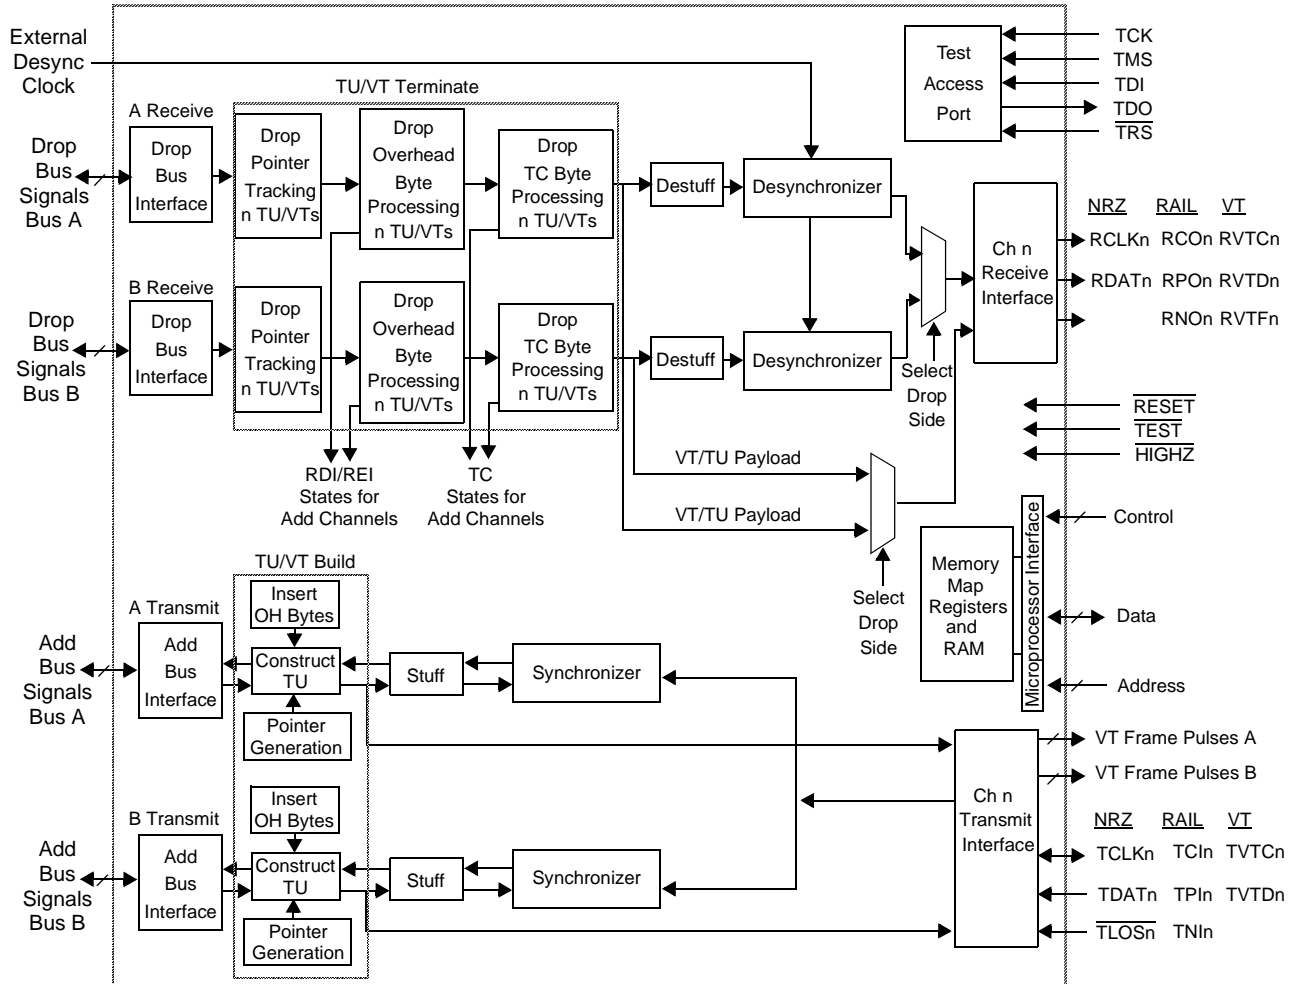 External
Desync
Clock
TU/VT Terminate
A Receive
Drop
Bus
Signals
Bus A
Drop
Bus
Interface
Drop
Pointer
Tracking
n TU/VTs
Drop
Overhead
Byte
Processing
n TU/VTs
Drop
TC Byte
Processing
n TU/VTs
Destuff
Desynchronizer
Test
Access
Port
TCK
TMS
TDI
TDO
TRS
Ch n
Receive
Interface
NRZ RAIL VT
RCLKn RCOn RVTCn
RDATn RPOn RVTDn
RNOn RVTFn
B Receive
Drop
Bus
Signals
Bus B
Drop
Bus
Interface
Drop
Pointer
Tracking
n TU/VTs
Drop
Overhead
Byte
Processing
n TU/VTs
Drop
TC Byte
Processing
n TU/VTs
Destuff
Desynchronizer
Select
Drop
Side
RESET
TEST
HIGHZ
RDI/REI
States for
Add Channels
TC
States for
Add Channels
VT/TU Payload
VT/TU Payload
Select
Drop
Side
Memory
Map
Registers
and
RAM
Microprocessor Interface
Control
Data
Address
TU/VT Build
A Transmit
Add
Bus
Signals
Bus A
Add
Bus
Interface
Insert
OH Bytes
Construct
TU
Pointer
Generation
Stuff
Synchronizer
VT Frame Pulses A
VT Frame Pulses B
Ch n
Transmit
Interface
NRZ RAIL VT
TCLKn TCIn TVTCn
TDATn TPIn TVTDn
TLOSn TNIn
B Transmit
Add
Bus
Signals
Bus B
Add
Bus
Interface
Insert
OH Bytes
Construct
TU
Pointer
Generation
Stuff
Synchronizer